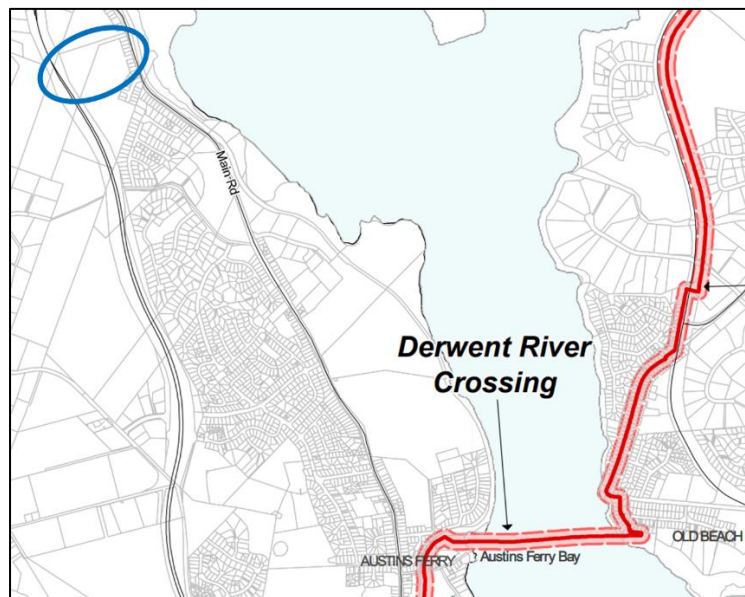 Main Rd
Derwent River
Crossing
AUSTINS FERRY
Austins Ferry Bay
OLD BEACH